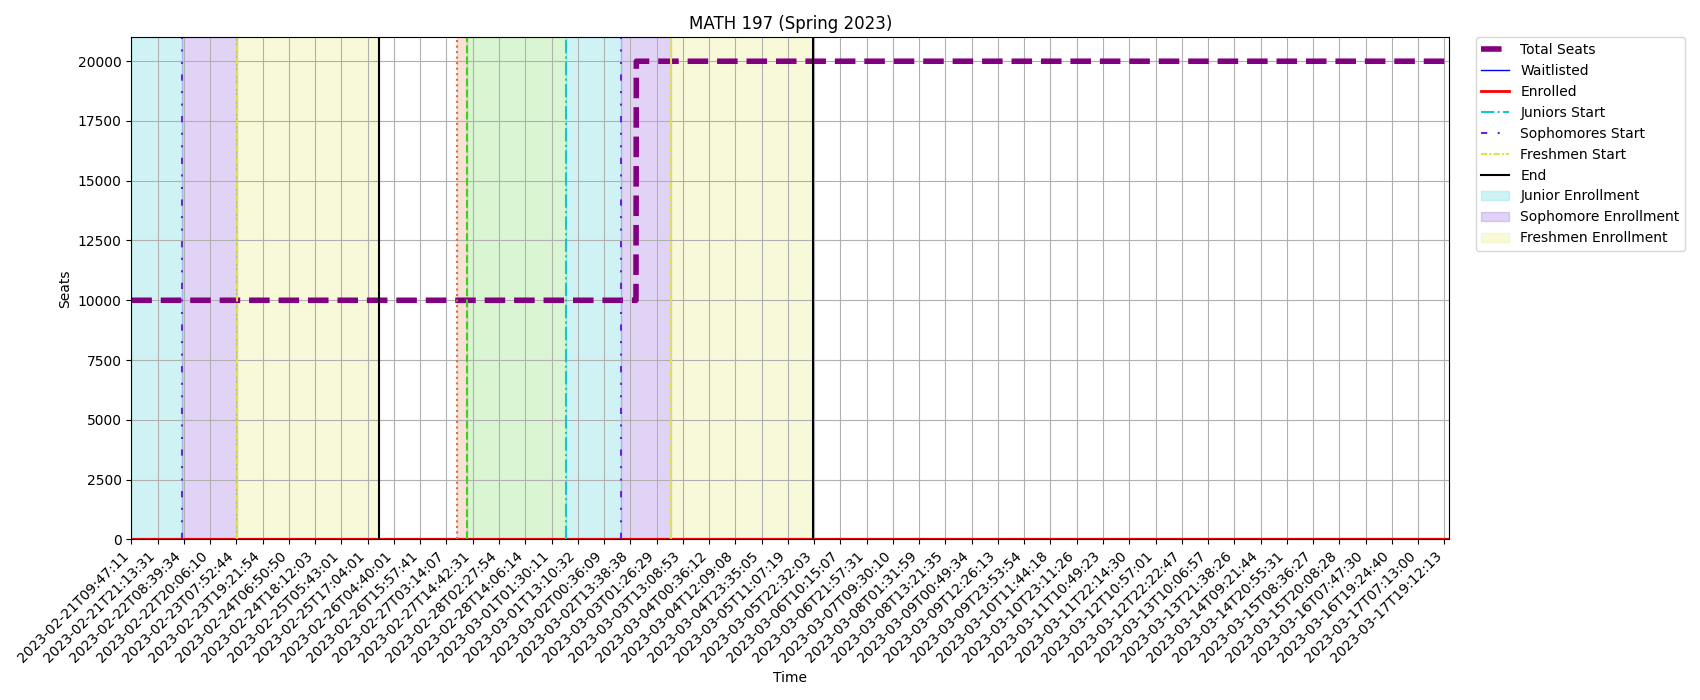 MATH 197 (Spring 2023)
Total Seats
Waitlisted
Enrolled
Juniors Start
Sophomores Start
Freshmen Start
End
Junior Enrollment
Sophomore Enrollment
Freshmen Enrollment
Seats
20000
17500
15000
12500
10000
7500
5000
2500
0
2023-02-21T09:47:11
2023-02-21T21:13:31
2023-02-22T08:39:34
2023-02-22T20:06:10
2023-02-23T07:52:44
2023-02-23T19:21:54
2023-02-24T06:50:50
2023-02-24T18:12:03
2023-02-25T05:43:01
2023-02-25T17:04:01
2023-02-26T04:40:01
2023-02-26T15:57:41
2023-02-27T03:14:07
2023-02-27T14:42:31
2023-02-28T02:27:54
2023-02-28T14:06:14
2023-03-01T01:30:11
2023-03-01T13:10:32
2023-03-02T00:36:09
2023-03-02T13:38:38
2023-03-03T01:26:29
2023-03-03T13:08:53
2023-03-04T00:36:12
2023-03-04T12:09:08
2023-03-04T23:35:05
2023-03-05T11:07:19
2023-03-05T22:32:03
2023-03-06T10:15:07
2023-03-06T21:57:31
2023-03-07T09:30:10
2023-03-08T01:31:59
2023-03-08T13:21:35
2023-03-09T00:49:34
2023-03-09T12:26:13
2023-03-09T23:53:54
2023-03-10T11:44:18
2023-03-10T23:11:26
2023-03-11T10:49:23
2023-03-11T22:14:30
2023-03-12T10:57:01
2023-03-12T22:22:47
2023-03-13T10:06:57
2023-03-13T21:38:26
2023-03-14T09:21:44
2023-03-14T20:55:31
2023-03-15T08:36:27
2023-03-15T20:08:28
2023-03-16T07:47:30
2023-03-16T19:24:40
2023-03-17T07:13:00
2023-03-17T19:12:13
Time